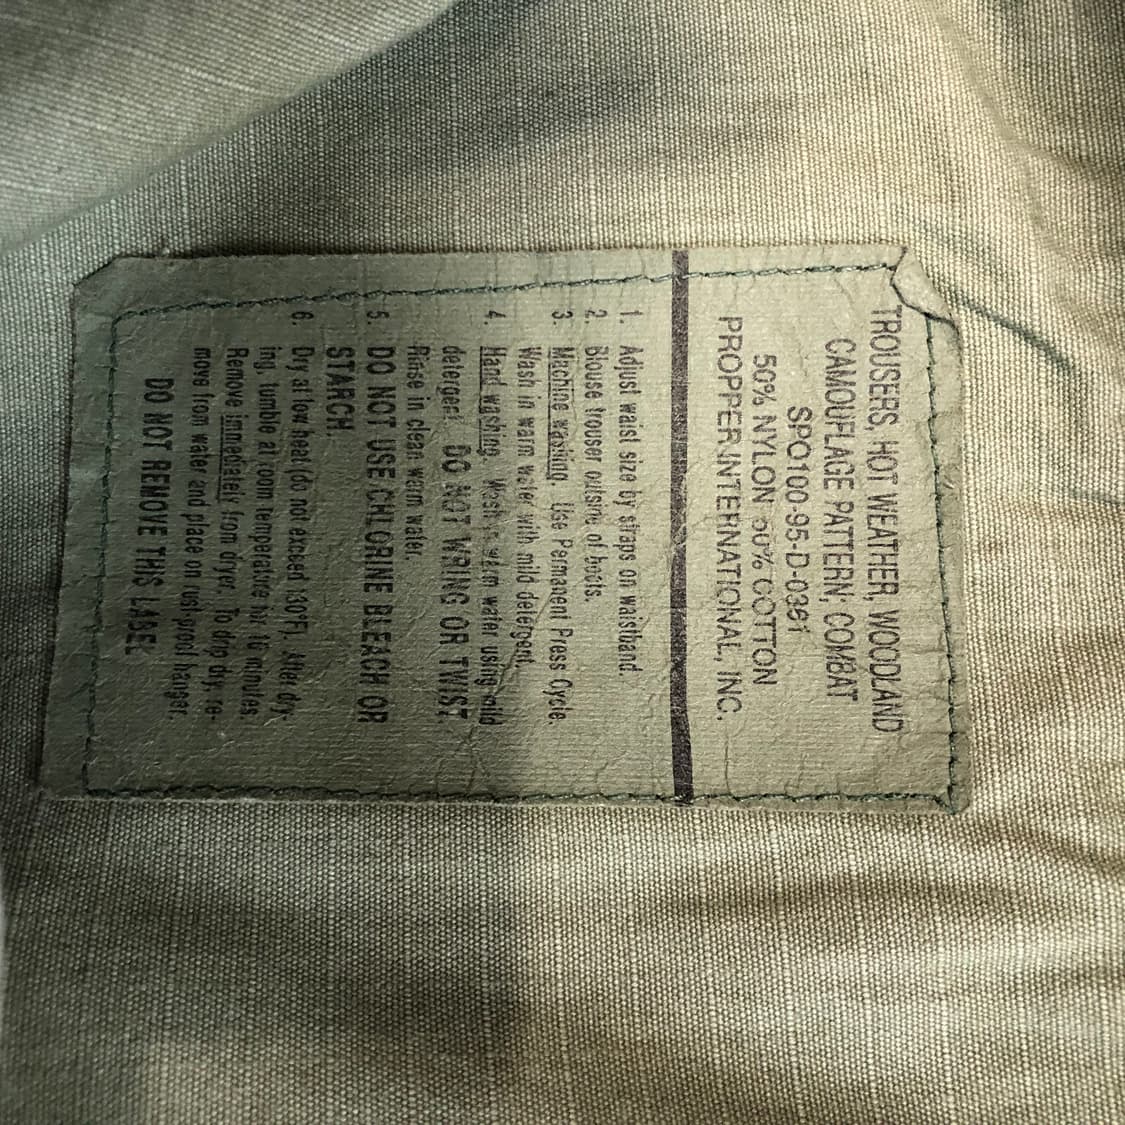 TROUSERS, HOT WEATHER, WOODLAND
CAMOUFLAGE PATTERN; COMBAT
SPO100-95-D-0361
50% NYLON 50% COTTON
PROPPER INTERNATIONAL, INC.
1. Adjust waist size by straps on waistband.
2. Blouse trouser outside of boots.
3. Machine washing. Use Permanent Press Cycle.
Wash in warm water with mild detergent.
4. Hand washing. Wash in warm water using mild
detergent. DO NOT WRING OR TWIST
Rinse in clean warm water.
5. DO NOT USE CHLORINE BLEACH OR
STARCH.
6. Dry at low heat (do not exceed 130°F). After dry-
ing, tumble at room temperature for 10 minutes.
Remove immediately from dryer. To drip dry, re-
move from water and place on rust proof hanger.
DO NOT REMOVE THIS LABEL